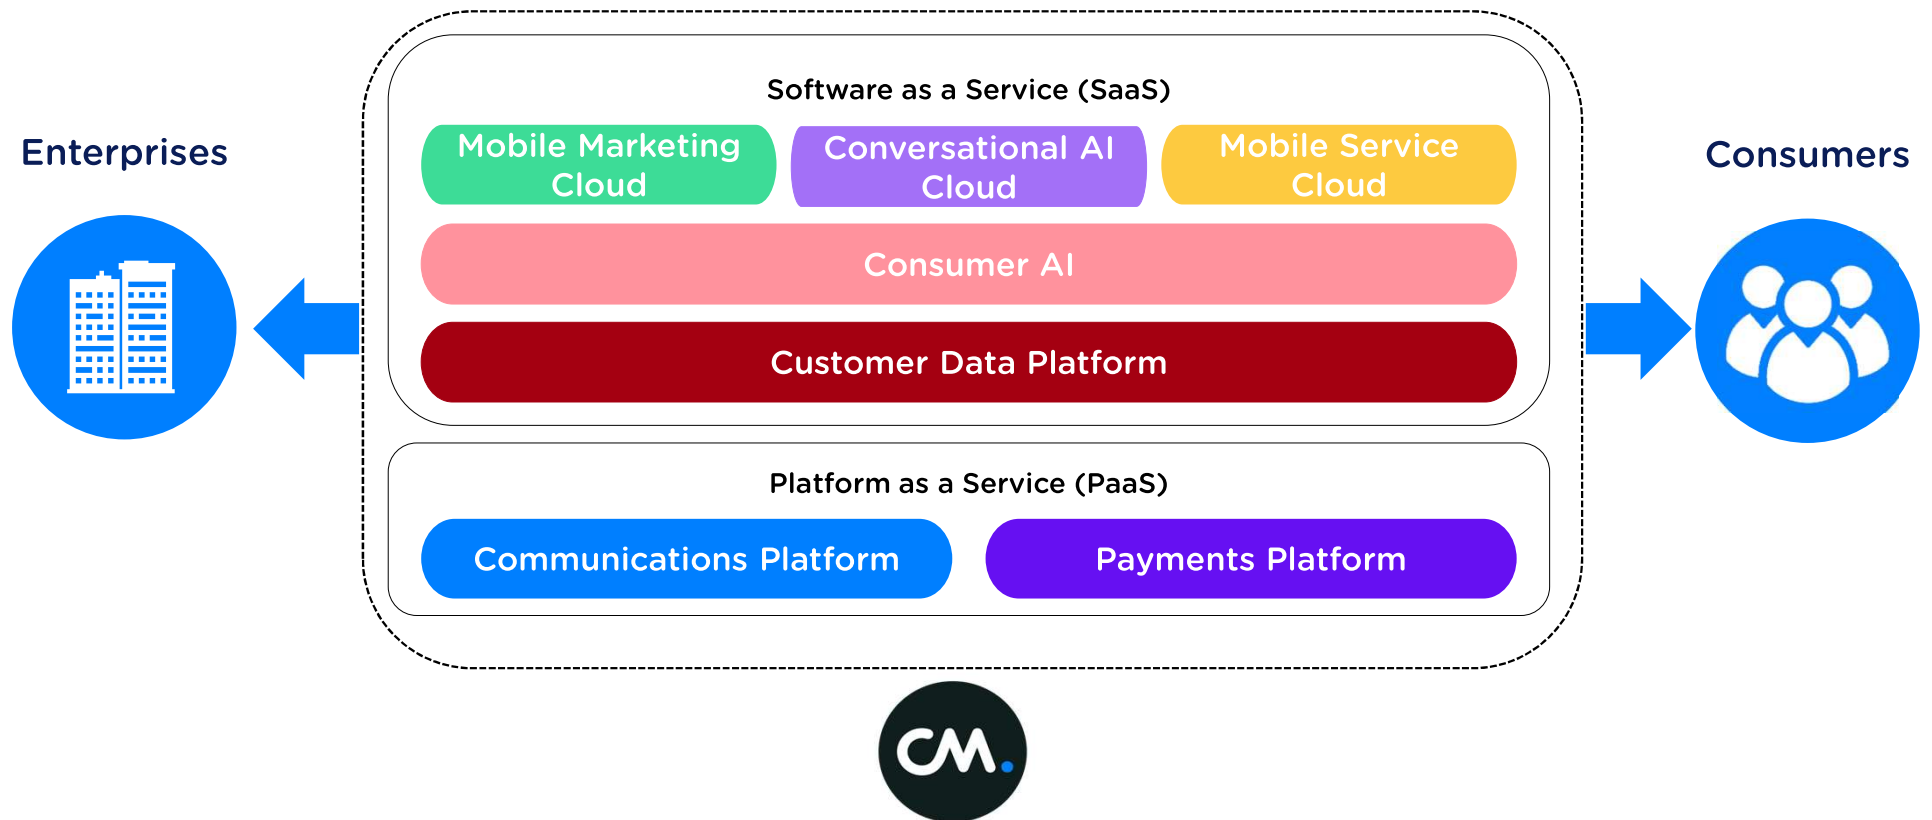 Software as a Service (SaaS)
Enterprises
Mobile Marketing
Cloud
Conversational AI
Cloud
Mobile Service
Cloud
Consumers
Consumer AI
Customer Data Platform
Platform as a Service (PaaS)
Communications Platform
Payments Platform
CM.